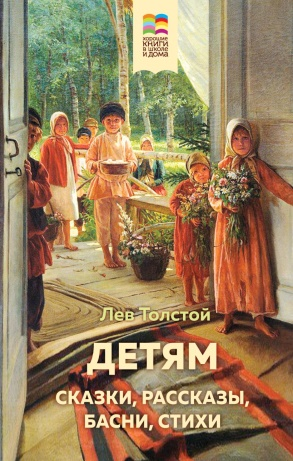 ХОРОШИЕ
КНИГИ
В ШКОЛЕ
И ДОМА
Лев Толстой
ДЕТЯМ
СКАЗКИ, РАССКАЗЫ,
БАСНИ, СТИХИ